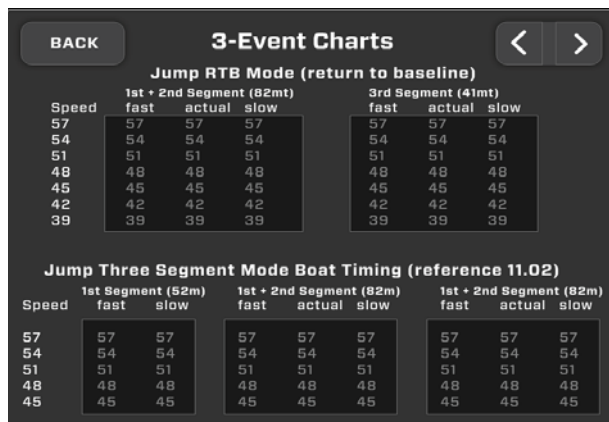 BACK 3-Event Charts < >
Jump RTB Mode (return to baseline)
1st + 2nd Segment (82mt) 3rd Segment (41mt)
Speed fast actual slow fast actual slow
57 57 57 57 57 57 57
54 54 54 54 54 54 54
51 51 51 51 51 51 51
48 48 48 48 48 48 48
45 45 45 45 45 45 45
42 42 42 42 42 42 42
39 39 39 39 39 39 39
Jump Three Segment Mode Boat Timing (reference 11.02)
1st Segment (52m) 1st + 2nd Segme (82m) 1st + 2nd Segme (82m)
Speed fast slow fast actual slow fast actual slow
57 57 57 57 57 57 57 57 57
54 54 54 54 54 54 54 54 54
51 51 51 51 51 51 51 51 51
48 48 48 48 48 48 48 48 48
45 45 45 45 45 45 45 45 45